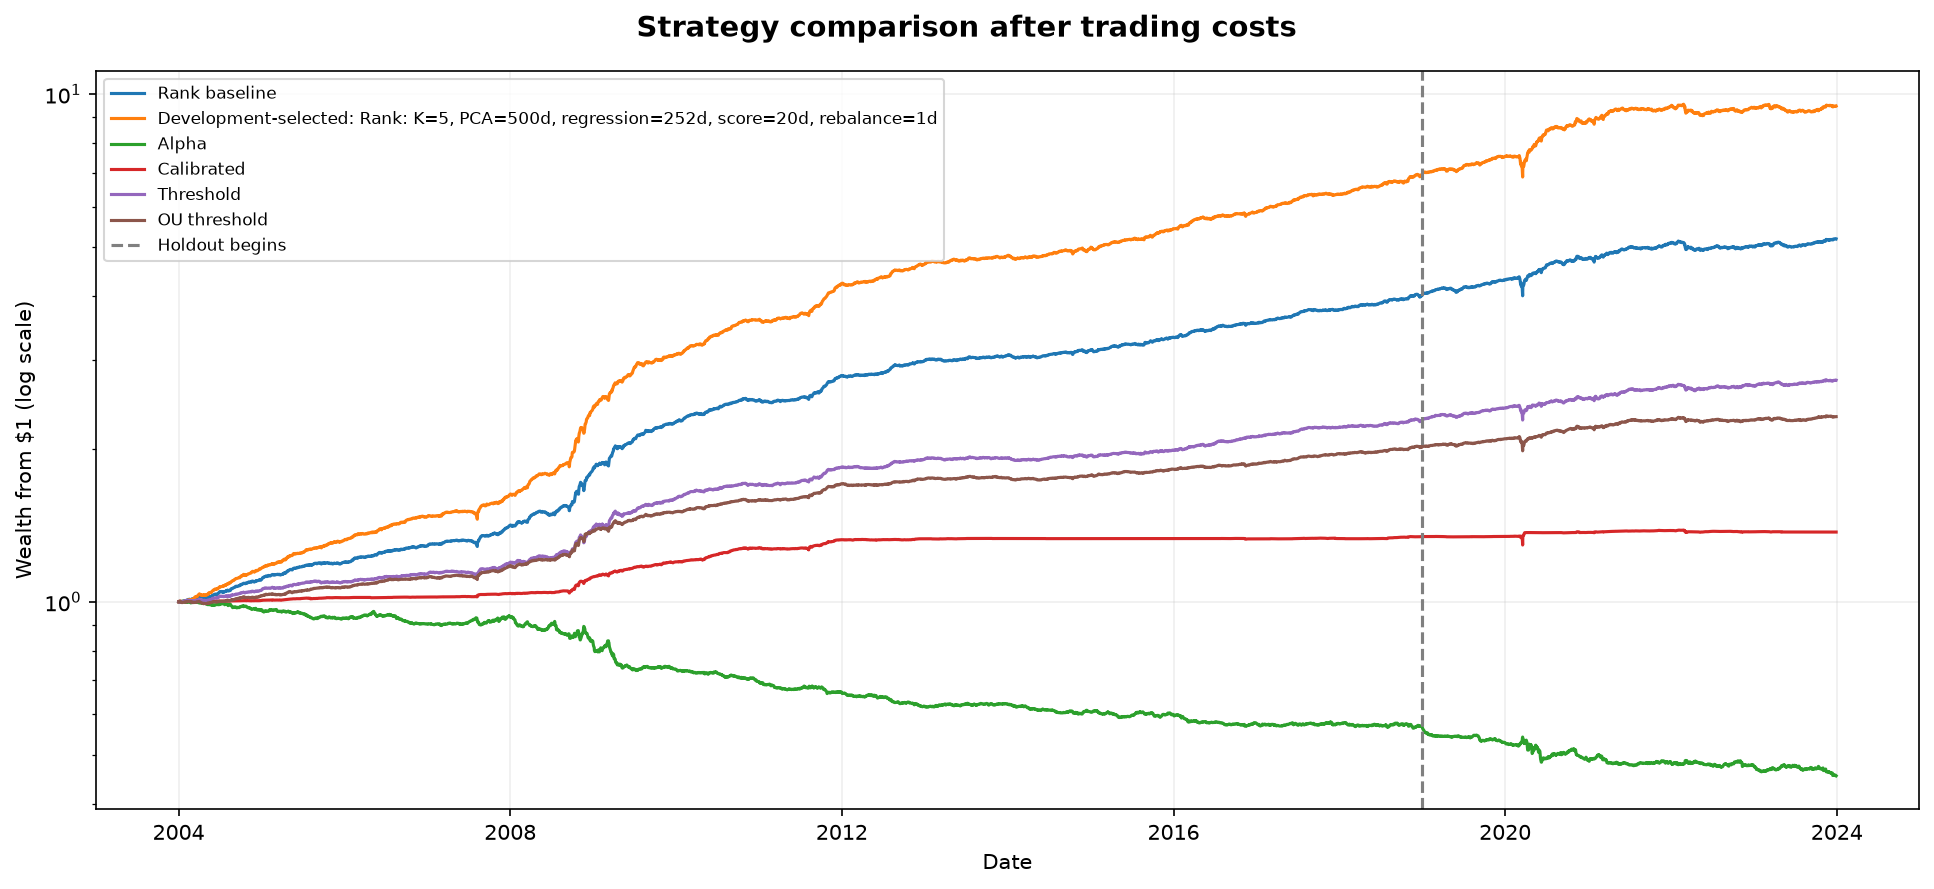 Strategy comparison after trading costs
10¹
Rank baseline
Development-selected: Rank: K=5, PCA=500d, regression=252d, score=20d, rebalance=1d
Alpha
Calibrated
Threshold
OU threshold
Holdout begins
Wealth from $1 (log scale)
10⁰
2004
2008
2012
2016
2020
2024
Date